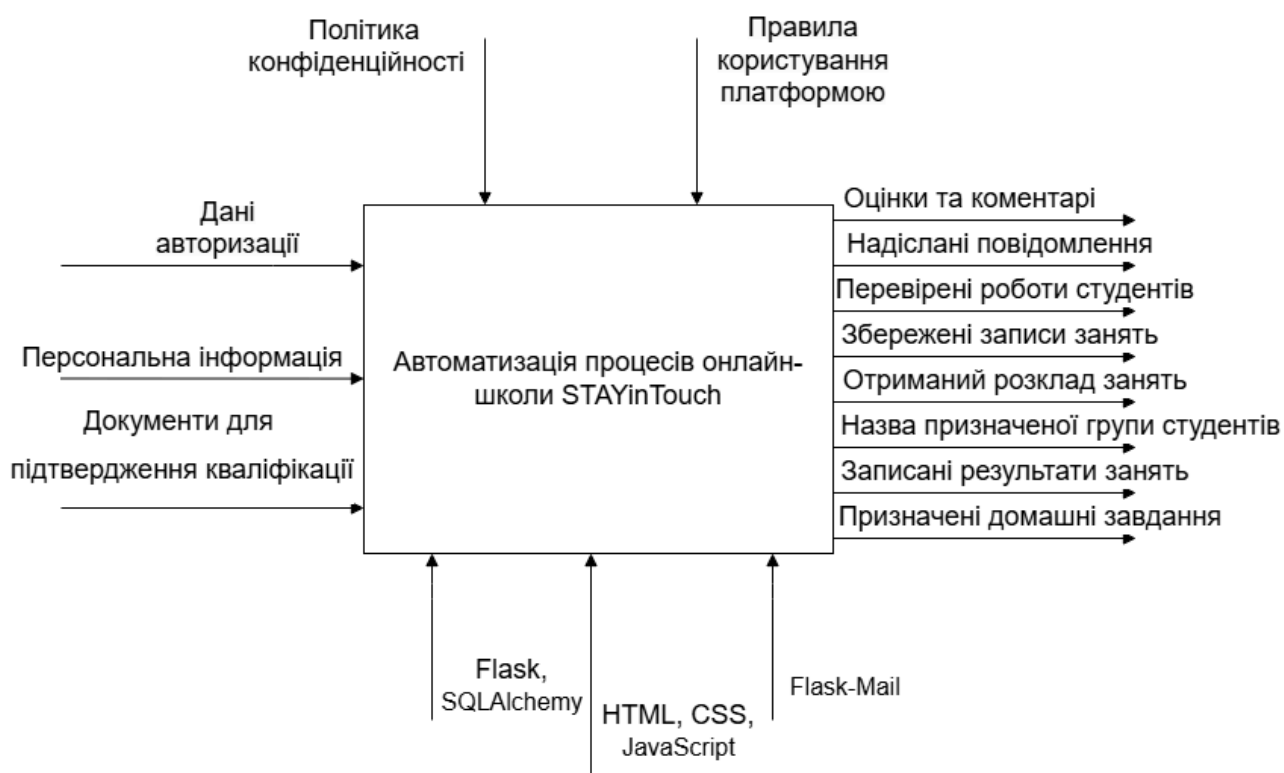 Політика
конфіденційності
Правила
користування
платформою
Дані
авторизації
Персональна інформація
Документи для
підтвердження кваліфікації
Автоматизація процесів онлайн-
школи STAYinTouch
Оцінки та коментарі
Надіслані повідомлення
Перевірені роботи студентів
Збережені записи занять
Отриманий розклад занять
Назва призначеної групи студентів
Записані результати занять
Призначені домашні завдання
Flask,
SQLAlchemy
HTML, CSS,
JavaScript
Flask-Mail